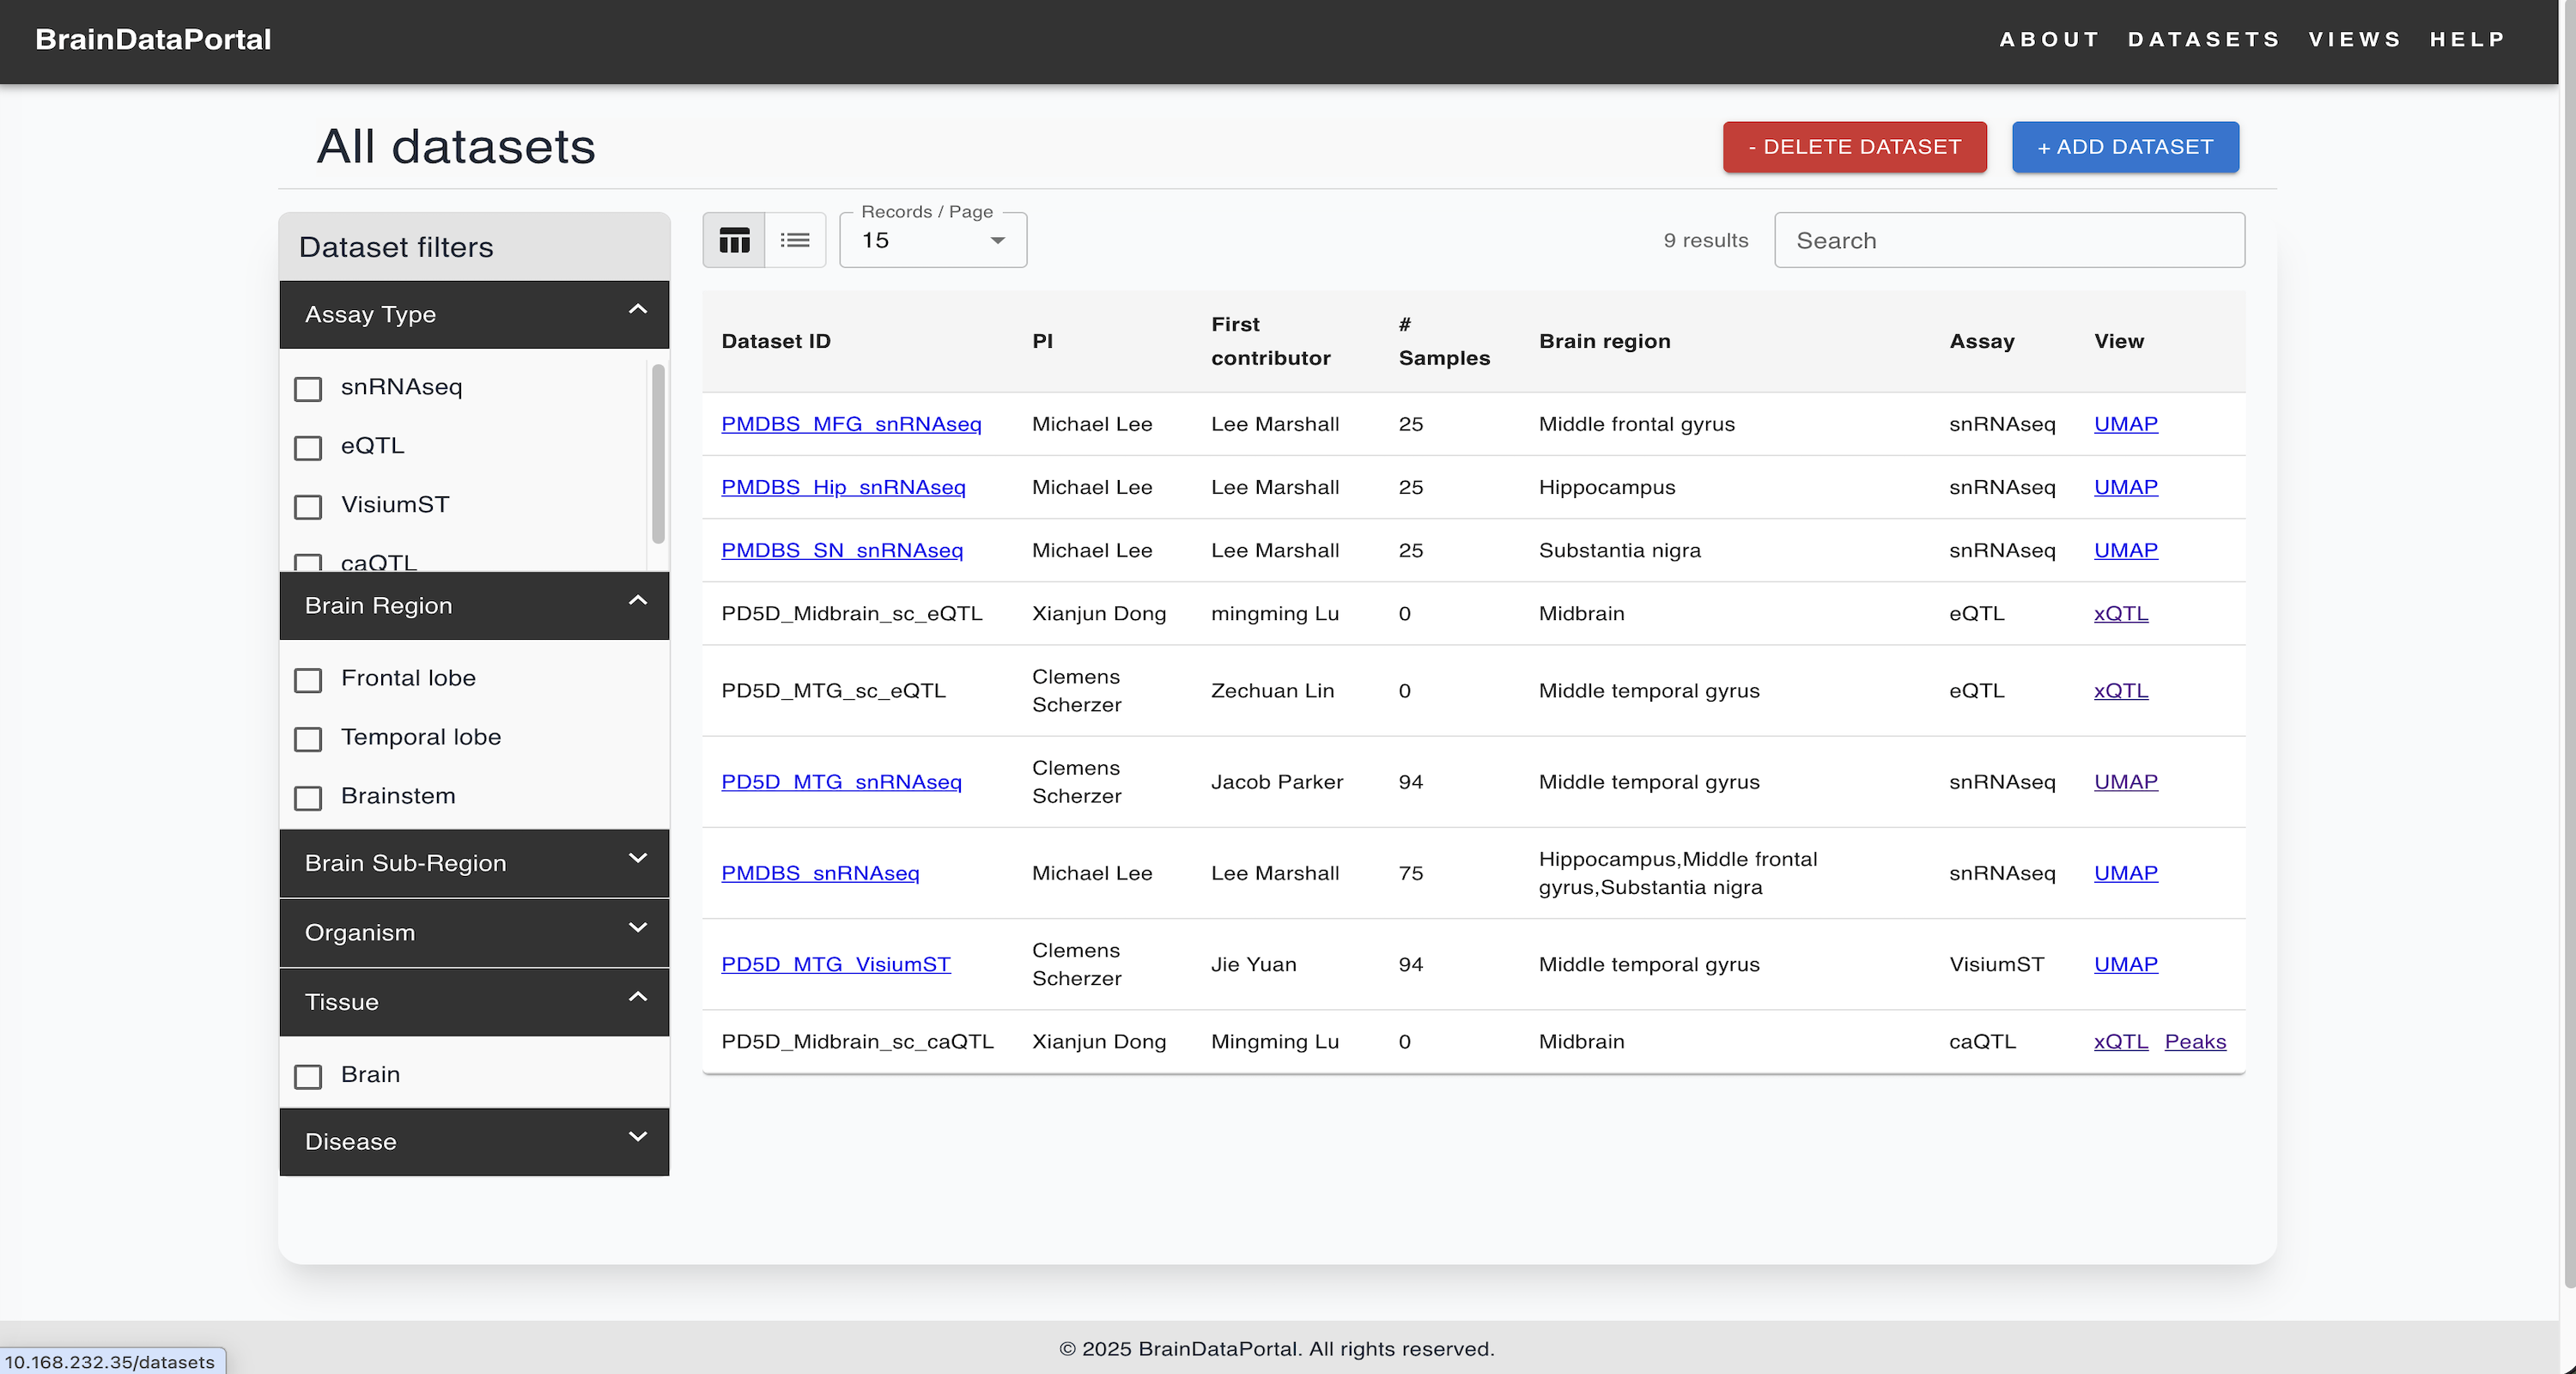 BrainDataPortal
ABOUT DATASETS VIEWS HELP
All datasets
- DELETE DATASET
+ ADD DATASET
Dataset filters
Assay Type
snRNAseq
eQTL
VisiumST
caQTL
Brain Region
Frontal lobe
Temporal lobe
Brainstem
Brain Sub-Region
Organism
Tissue
Brain
Disease
Records / Page
15
9 results
Search
Dataset ID PI First contributor # Samples Brain region Assay View
PMDBS_MFG_snRNAseq Michael Lee Lee Marshall 25 Middle frontal gyrus snRNAseq UMAP
PMDBS_Hip_snRNAseq Michael Lee Lee Marshall 25 Hippocampus snRNAseq UMAP
PMDBS_SN_snRNAseq Michael Lee Lee Marshall 25 Substantia nigra snRNAseq UMAP
PD5D_Midbrain_sc_eQTL Xianjun Dong mingming Lu 0 Midbrain eQTL xQTL
PD5D_MTG_sc_eQTL Clemens Scherzer Zechuan Lin 0 Middle temporal gyrus eQTL xQTL
PD5D_MTG_snRNAseq Clemens Scherzer Jacob Parker 94 Middle temporal gyrus snRNAseq UMAP
PMDBS_snRNAseq Michael Lee Lee Marshall 75 Hippocampus,Middle frontal gyrus,Substantia nigra snRNAseq UMAP
PD5D_MTG_VisiumST Clemens Scherzer Jie Yuan 94 Middle temporal gyrus VisiumST UMAP
PD5D_Midbrain_sc_caQTL Xianjun Dong Mingming Lu 0 Midbrain caQTL xQTL Peaks
© 2025 BrainDataPortal. All rights reserved.
10.168.232.35/datasets